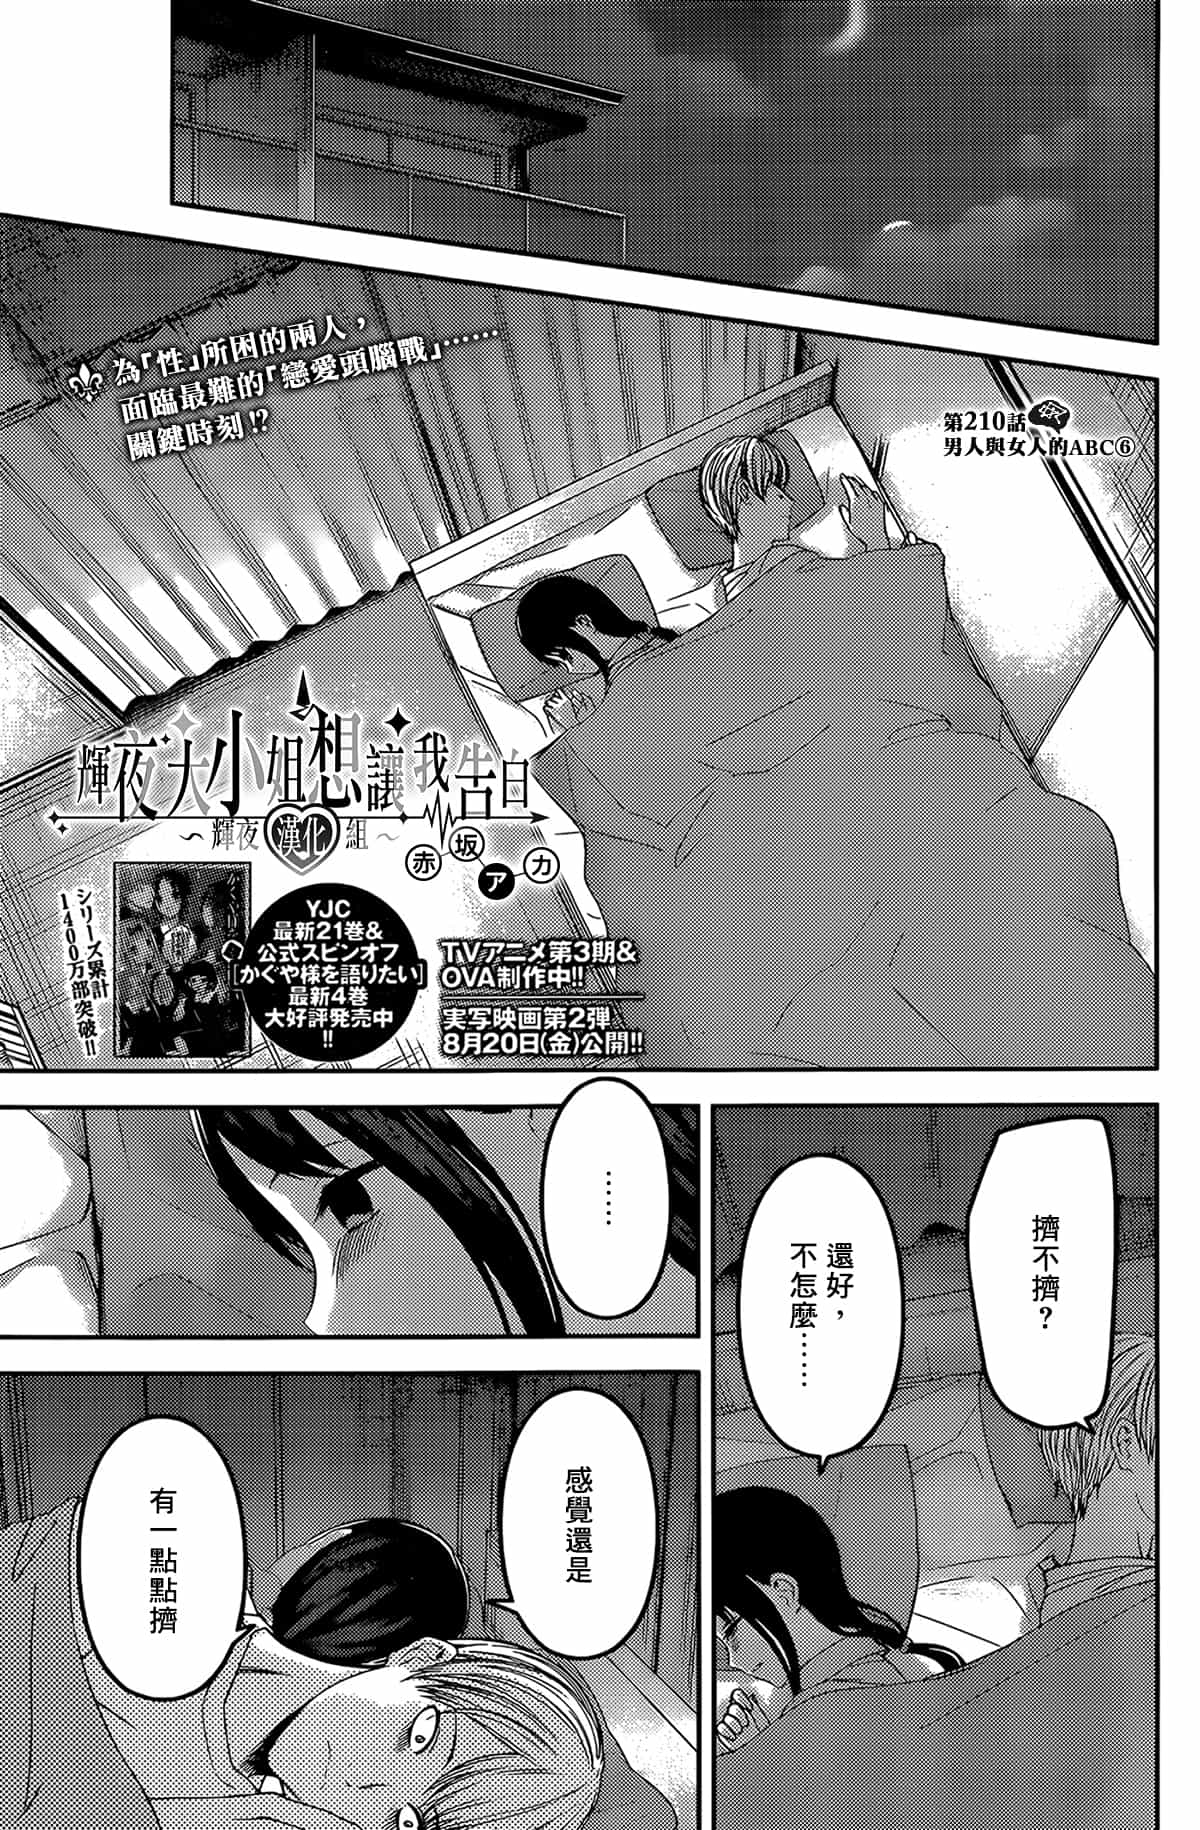 為「性」所困的兩人，
面臨最難的「戀愛頭腦戰」……
關鍵時刻!?
第210話
男人與女人的ABC⑥
輝夜大小姐想讓我告白
～輝夜漢化組～
赤坂アカ
シリーズ累計
1400万部突破!!
YJC
最新21巻&
公式スピンオフ
[かぐや様を語りたい]
最新4巻
大好評発売中
!!
TVアニメ第3期&
OVA制作中!!
実写映画第2弾
8月20日(金)公開!!
擠不擠？
還好，
不怎麼……
……
感覺還是
有一點點擠